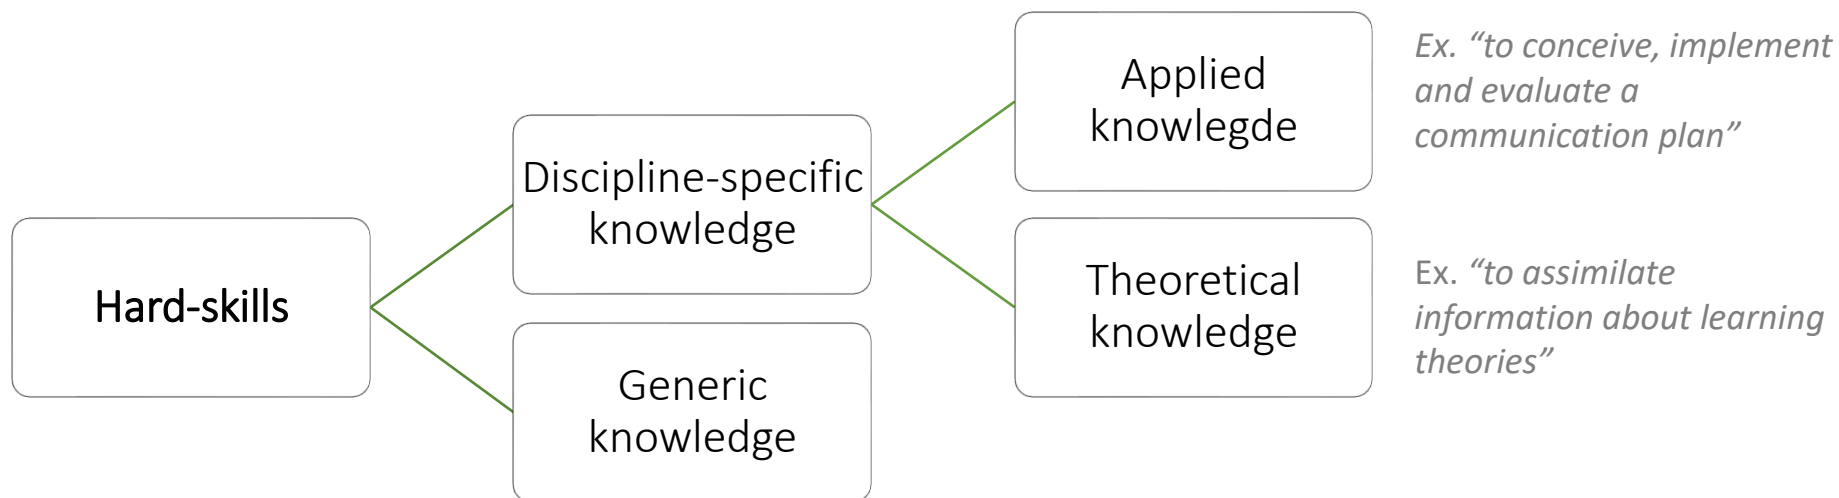 Hard-skills
Discipline-specific
knowledge
Generic
knowledge
Applied
knowlegde
Ex. “to conceive, implement
and evaluate a
communication plan”
Theoretical
knowledge
Ex. “to assimilate
information about learning
theories”